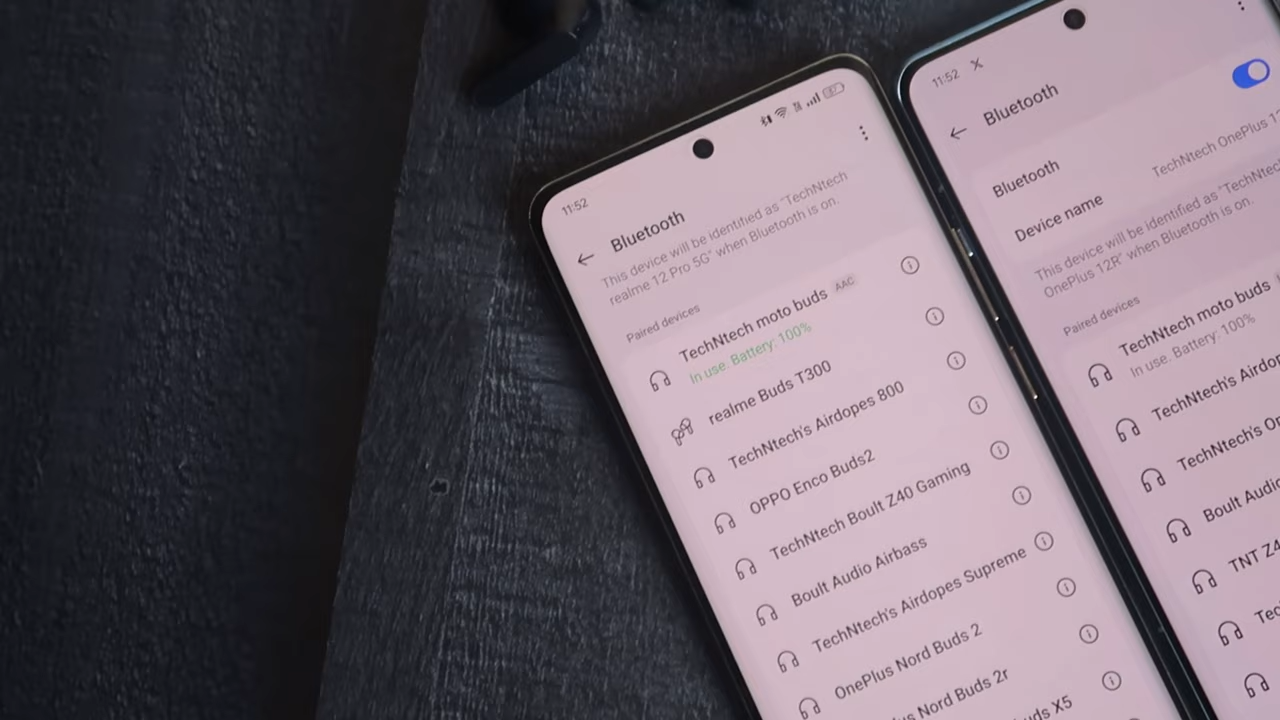 11:52
Bluetooth
This device will be identified as "TechNtech
realme 12 Pro 5G" when Bluetooth is on.
Paired devices
TechNtech moto buds AAC
In use. Battery: 100%
realme Buds T300
TechNtech's Airdopes 800
OPPO Enco Buds2
TechNtech Boult Z40 Gaming
Boult Audio Airbass
TechNtech's Airdopes Supreme
OnePlus Nord Buds 2
Nord Buds 2r
X5
11:52
Bluetooth
Bluetooth
Device name
TechNtech OnePlus
This device will be identified as "TechNtech
OnePlus 12R" when Bluetooth is on.
Paired devices
TechNtech moto buds
In use. Battery: 100%
TechNtech's
TechNtech's
Boult
TNT